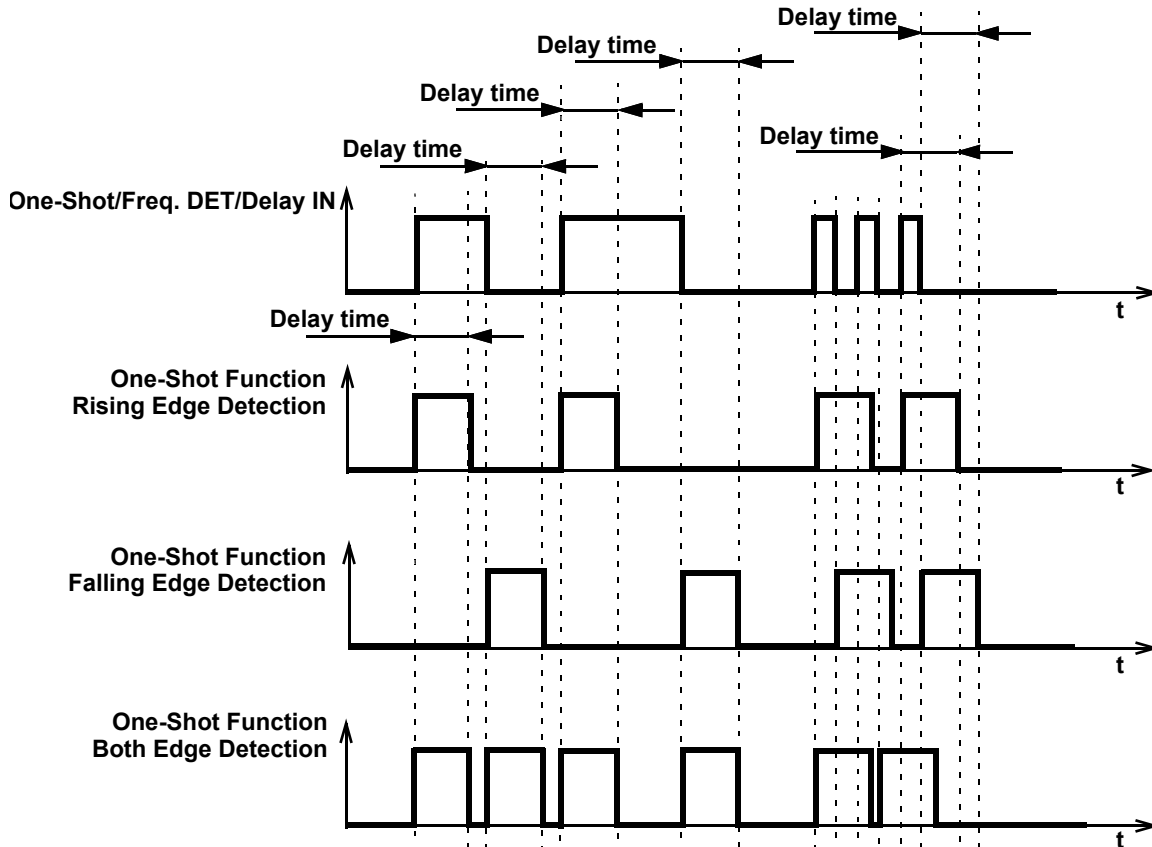 Delay time
Delay time
Delay time
Delay time
Delay time
One-Shot/Freq. DET/Delay IN
t
Delay time
One-Shot Function
Rising Edge Detection
t
One-Shot Function
Falling Edge Detection
t
One-Shot Function
Both Edge Detection
t